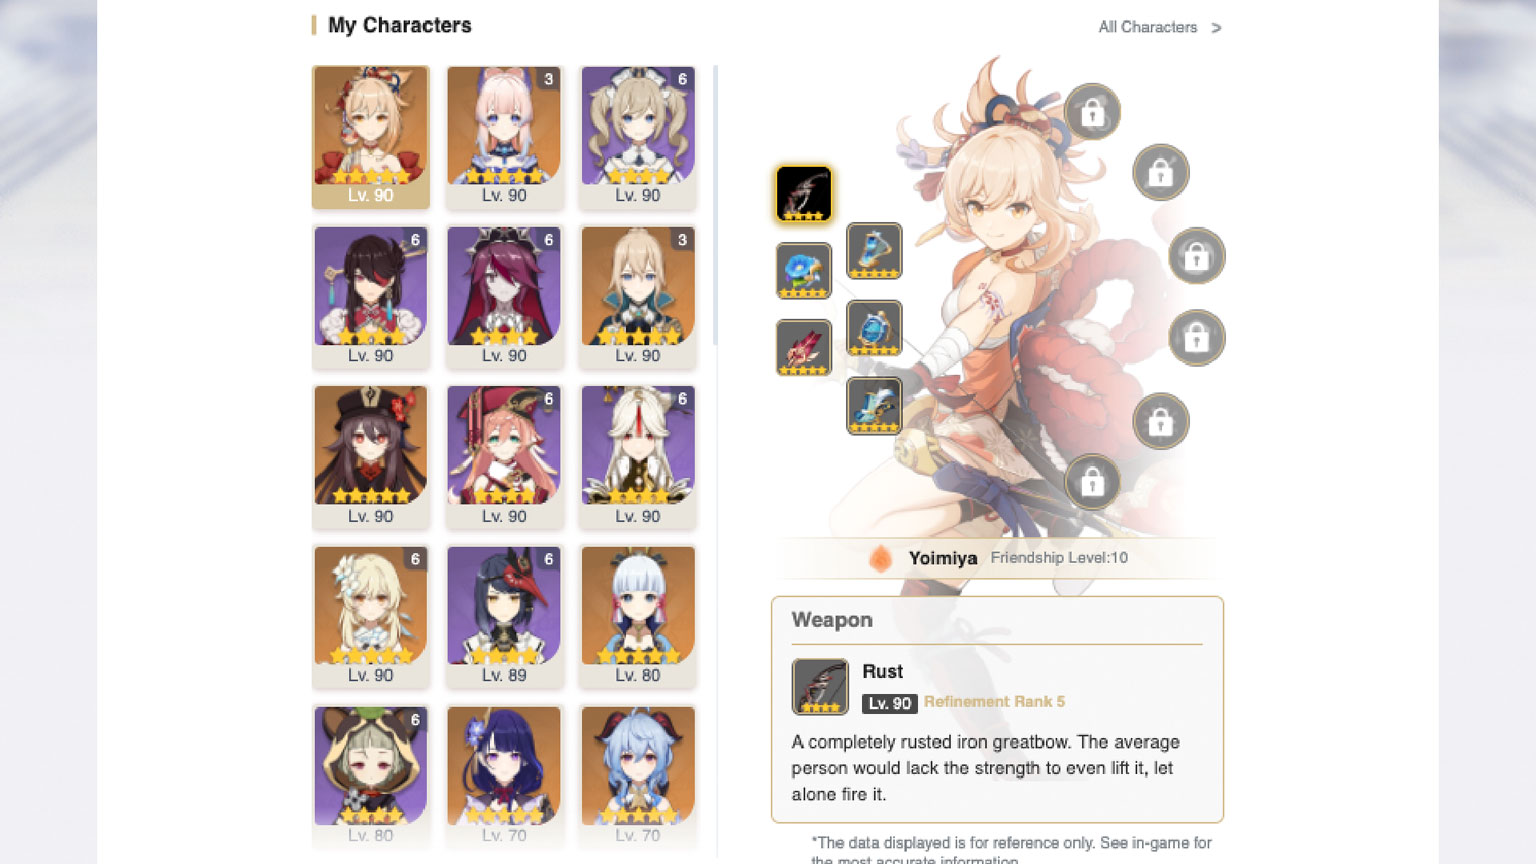 My Characters
All Characters >
Lv. 90
3
Lv. 90
6
Lv. 90
6
Lv. 90
6
Lv. 90
3
Lv. 90
Lv. 90
6
Lv. 90
6
Lv. 90
6
Lv. 90
6
Lv. 89
Lv. 80
6
Lv. 80
Lv. 70
Lv. 70
Yoimiya Friendship Level:10
Weapon
Rust
Lv. 90 Refinement Rank 5
A completely rusted iron greatbow. The average
person would lack the strength to even lift it, let
alone fire it.
*The data displayed is for reference only. See in-game for
the most accurate information.